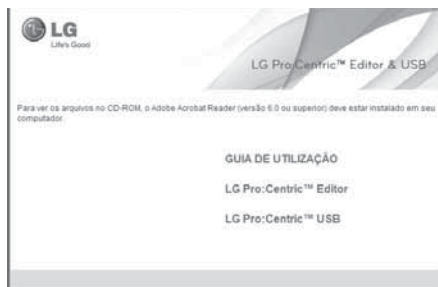 LG
Life's Good
LG Pro:Centric™ Editor & USB
Para ver os arquivos no CD-ROM, o Adobe Acrobat Reader (versão 6.0 ou superior) deve estar instalado em seu
computador.
GUIA DE UTILIZAÇÃO
LG Pro:Centric™ Editor
LG Pro:Centric™ USB